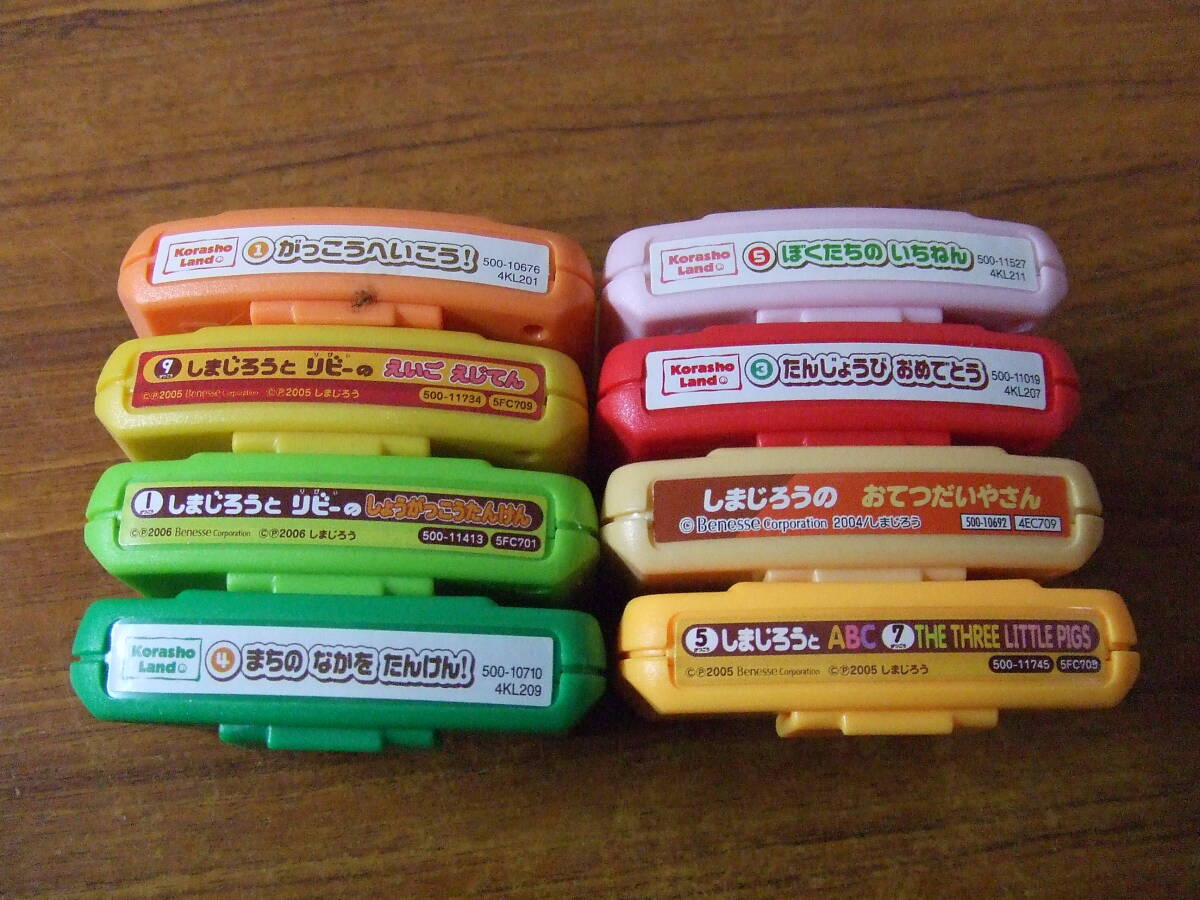 Korasho Land ① がっこうへいこう! 500-10676
4KL201
9 しまじろうと リビーの えいご えじてん
©Ⓟ2005 Benesse Corporation ©Ⓟ2005 しまじろう 500-11734 5FC709
1 しまじろうと リビーの しょうがっこうたんけん
©Ⓟ2006 Benesse Corporation ©Ⓟ2006 しまじろう 500-11413 5FC701
Korasho Land ④ まちの なかを たんけん! 500-10710
4KL209
Korasho Land ⑤ ぼくたちの いちねん 500-11527
4KL211
Korasho Land ③ たんじょうび おめでとう 500-11019
4KL207
しまじろうの おてつだいやさん
© Benesse Corporation 2004/しまじろう 500-10692 4EC709
5 しまじろうと ABC 7 THE THREE LITTLE PIGS
©Ⓟ2005 Benesse Corporation ©Ⓟ2005 しまじろう 500-11745